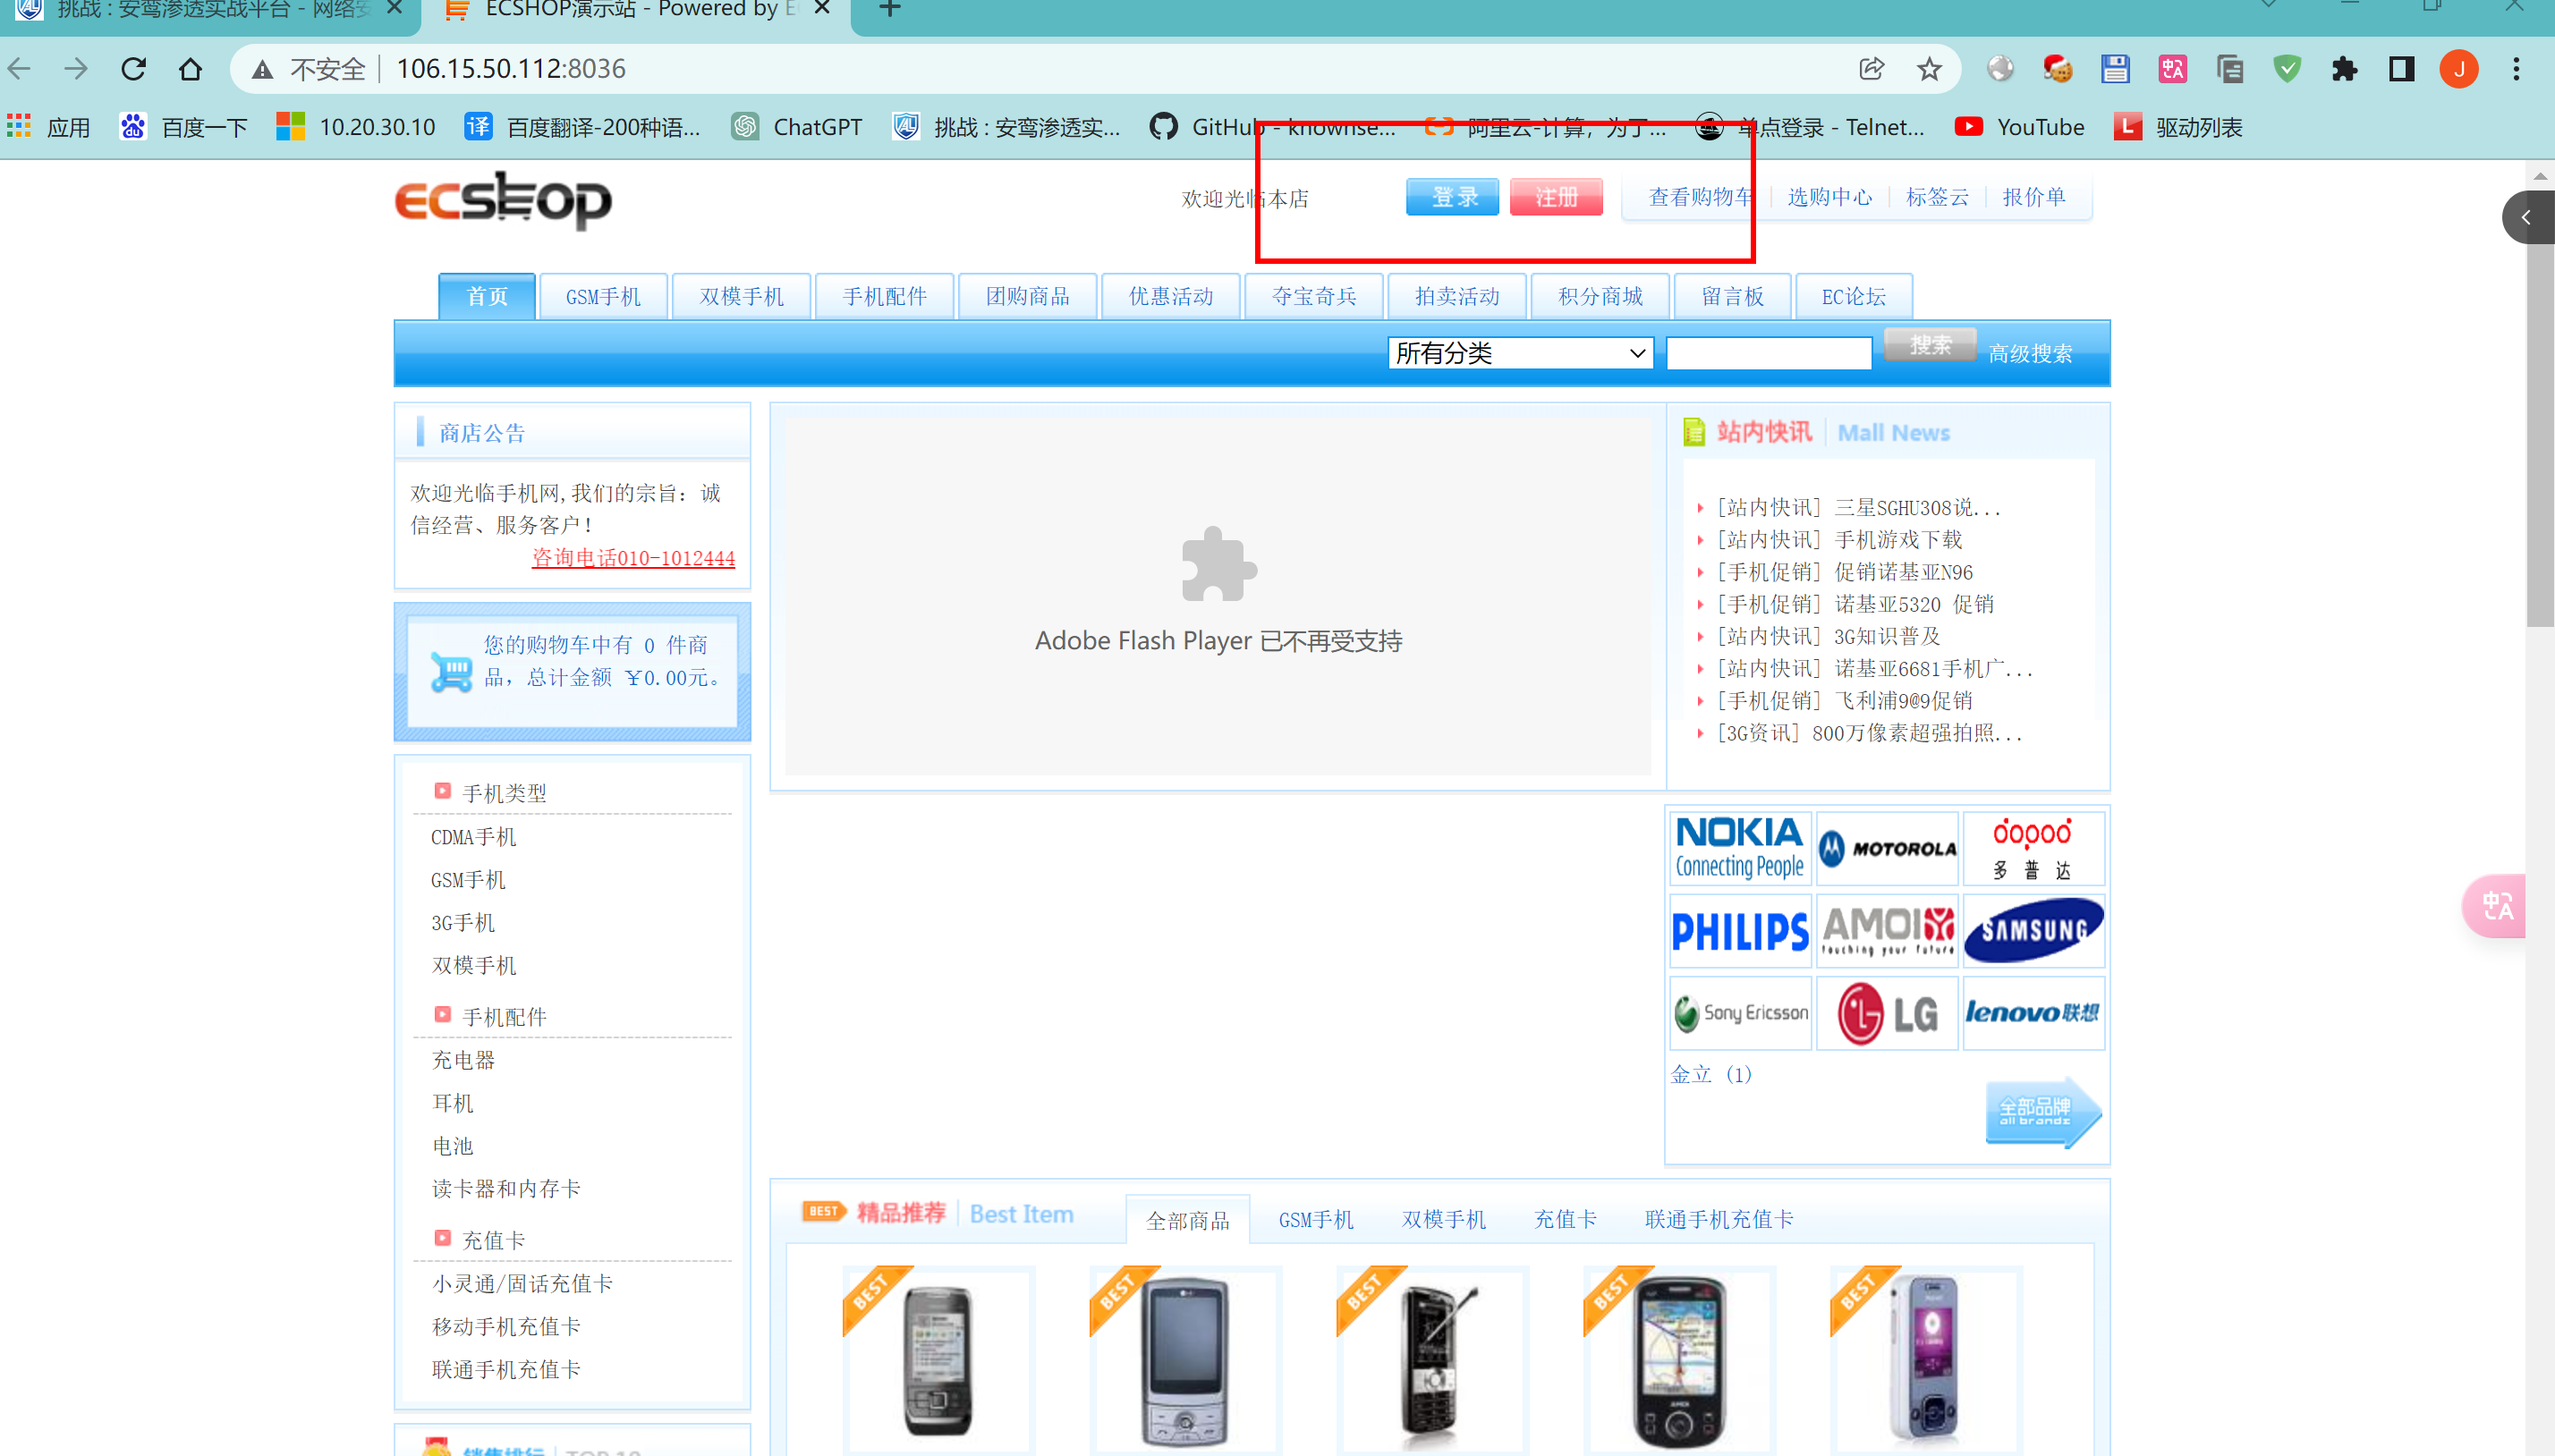 挑战 : 安鸾渗透实战平台 - 网络安
ECSHOP演示站 - Powered by E
不安全 106.15.50.112:8036
J
应用 百度一下 10.20.30.10 译 百度翻译-200种语... ChatGPT 挑战 : 安鸾渗透实... GitHub - knownse... 阿里云-计算，为了... 单点登录 - Telnet... YouTube L 驱动列表
ecshop
欢迎光临本店 登录 注册 查看购物车 选购中心 标签云 报价单
首页 GSM手机 双模手机 手机配件 团购商品 优惠活动 夺宝奇兵 拍卖活动 积分商城 留言板 EC论坛
所有分类 搜索 高级搜索
商店公告
欢迎光临手机网,我们的宗旨：诚
信经营、服务客户！
咨询电话010-1012444
您的购物车中有 0 件商
品，总计金额 ￥0.00元。
手机类型
CDMA手机
GSM手机
3G手机
双模手机
手机配件
充电器
耳机
电池
读卡器和内存卡
充值卡
小灵通/固话充值卡
移动手机充值卡
联通手机充值卡
销售排行 TOP 10
Adobe Flash Player 已不再受支持
站内快讯 Mall News
[站内快讯] 三星SGHU308说...
[站内快讯] 手机游戏下载
[手机促销] 促销诺基亚N96
[手机促销] 诺基亚5320 促销
[站内快讯] 3G知识普及
[站内快讯] 诺基亚6681手机广...
[手机促销] 飞利浦9@9促销
[3G资讯] 800万像素超强拍照...
NOKIA
Connecting People
MOTOROLA
dopod
多普达
PHILIPS
AMOI
touching your future
SAMSUNG
Sony Ericsson
LG
lenovo联想
金立 (1)
全部品牌
all brands
中A
BEST 精品推荐 Best Item 全部商品 GSM手机 双模手机 充值卡 联通手机充值卡
BEST BEST BEST BEST BEST